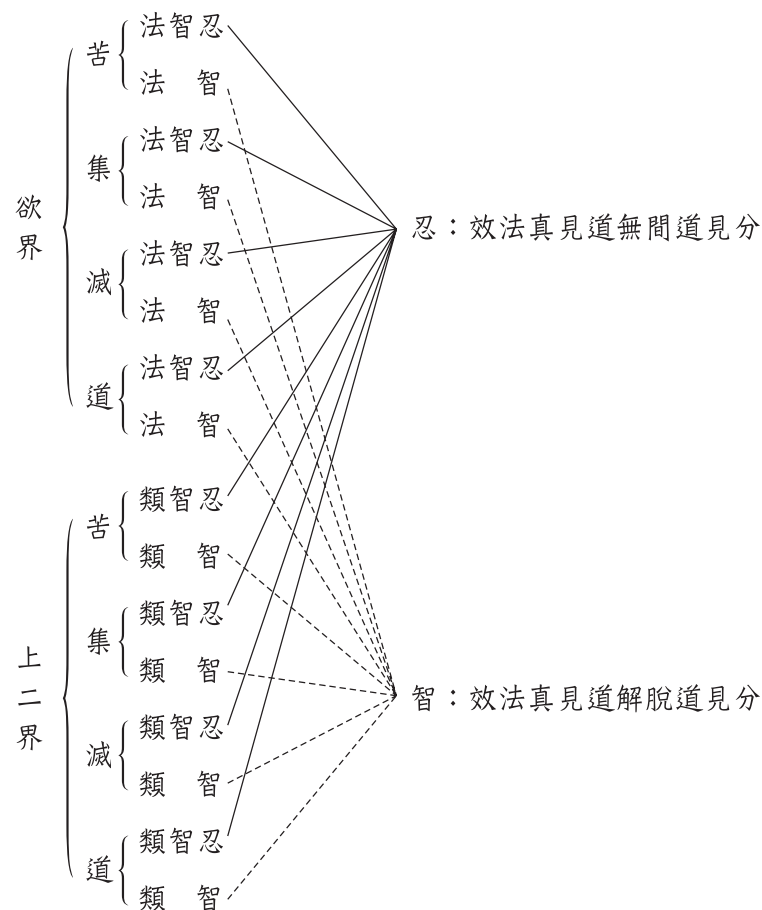 欲界
苦
法智忍
法 智
集
法智忍
法 智
滅
法智忍
法 智
道
法智忍
法 智
上二界
苦
類智忍
類 智
集
類智忍
類 智
滅
類智忍
類 智
道
類智忍
類 智
忍：效法真見道無間道見分
智：效法真見道解脫道見分